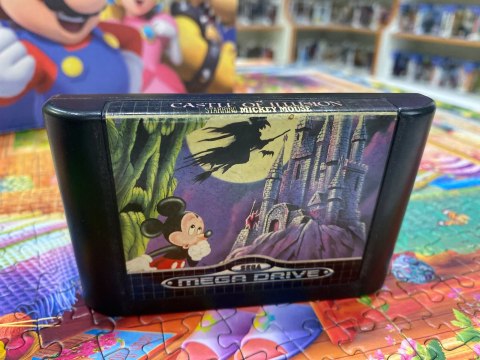 CASTLE OF ILLUSION
STARRING MICKEY MOUSE
SEGA
MEGA DRIVE